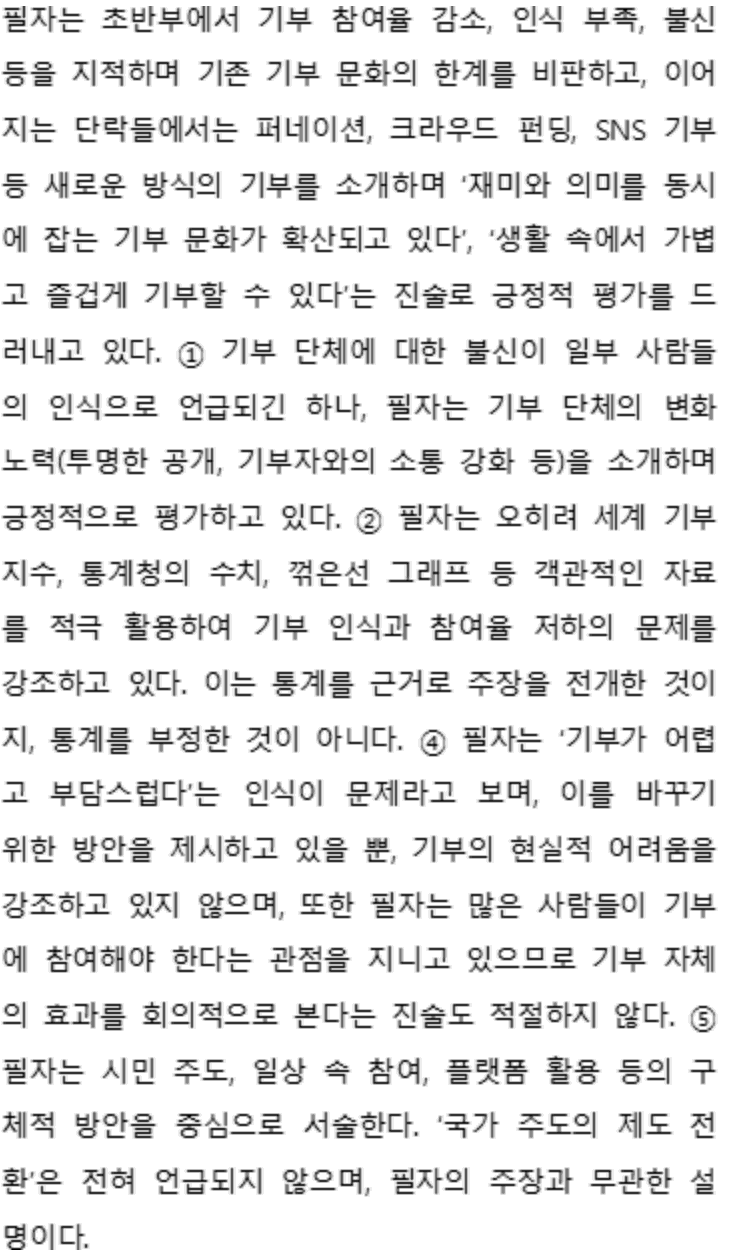 필자는 초반부에서 기부 참여율 감소, 인식 부족, 불신
등을 지적하며 기존 기부 문화의 한계를 비판하고, 이어
지는 단락들에서는 퍼네이션, 크라우드 펀딩, SNS 기부
등 새로운 방식의 기부를 소개하며 ‘재미와 의미를 동시
에 잡는 기부 문화가 확산되고 있다’, ‘생활 속에서 가볍
고 즐겁게 기부할 수 있다’는 진술로 긍정적 평가를 드
러내고 있다. ① 기부 단체에 대한 불신이 일부 사람들
의 인식으로 언급되긴 하나, 필자는 기부 단체의 변화
노력(투명한 공개, 기부자와의 소통 강화 등)을 소개하며
긍정적으로 평가하고 있다. ② 필자는 오히려 세계 기부
지수, 통계청의 수치, 꺾은선 그래프 등 객관적인 자료
를 적극 활용하여 기부 인식과 참여율 저하의 문제를
강조하고 있다. 이는 통계를 근거로 주장을 전개한 것이
지, 통계를 부정한 것이 아니다. ④ 필자는 ‘기부가 어렵
고 부담스럽다’는 인식이 문제라고 보며, 이를 바꾸기
위한 방안을 제시하고 있을 뿐, 기부의 현실적 어려움을
강조하고 있지 않으며, 또한 필자는 많은 사람들이 기부
에 참여해야 한다는 관점을 지니고 있으므로 기부 자체
의 효과를 회의적으로 본다는 진술도 적절하지 않다. ⑤
필자는 시민 주도, 일상 속 참여, 플랫폼 활용 등의 구
체적 방안을 중심으로 서술한다. ‘국가 주도의 제도 전
환’은 전혀 언급되지 않으며, 필자의 주장과 무관한 설
명이다.